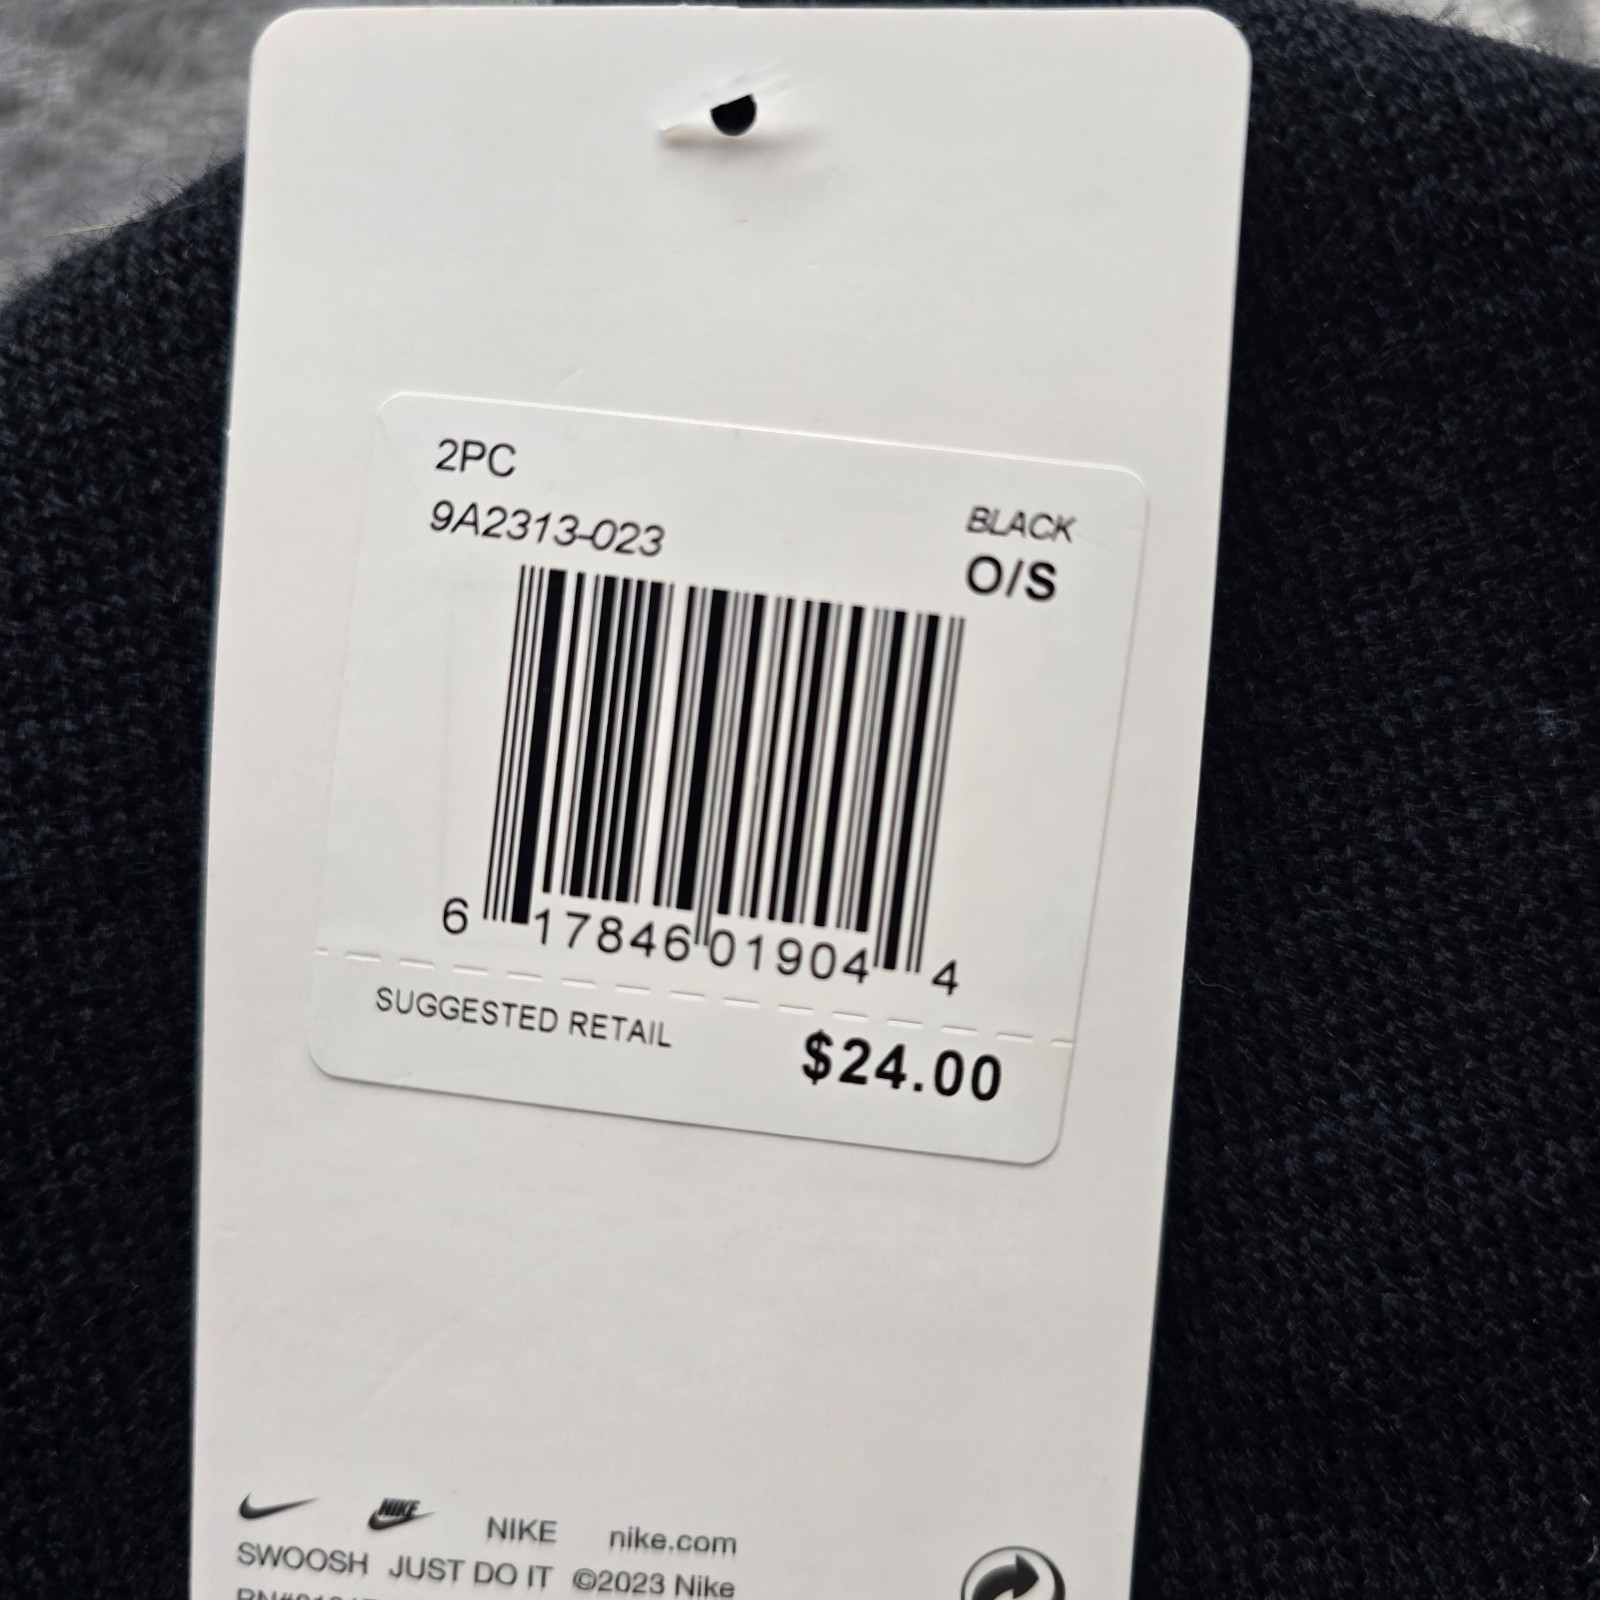 2PC
9A2313-023
BLACK
O/S
6 17846 01904 4
SUGGESTED RETAIL
$24.00
NIKE NIKE nike.com
SWOOSH JUST DO IT ©2023 Nike